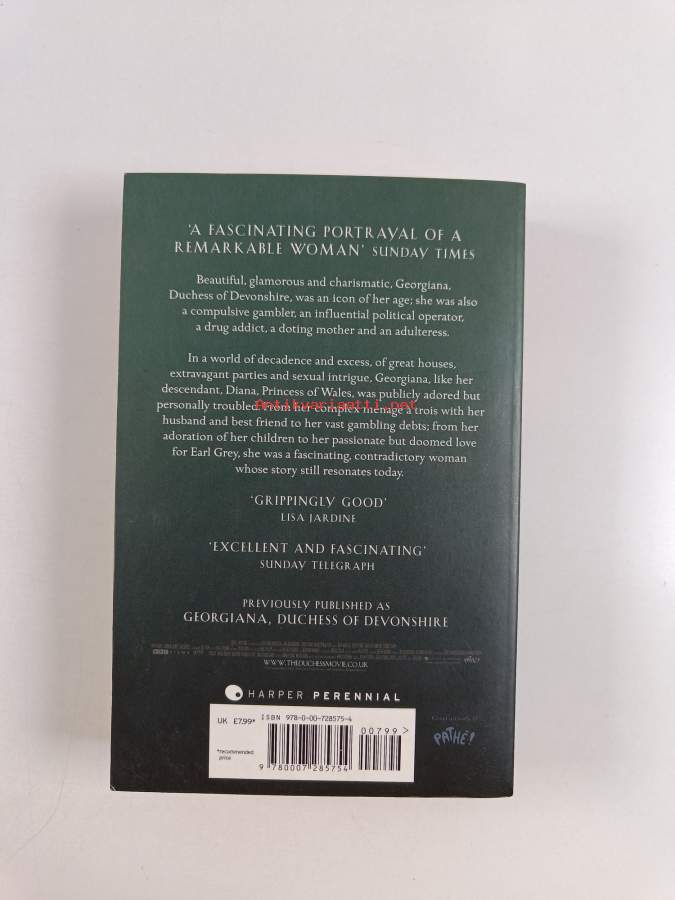 ‘A FASCINATING PORTRAYAL OF A
REMARKABLE WOMAN’ SUNDAY TIMES
Beautiful, glamorous and charismatic, Georgiana,
Duchess of Devonshire, was an icon of her age; she was also
a compulsive gambler, an influential political operator,
a drug addict, a doting mother and an adulteress.
In a world of decadence and excess, of great houses,
extravagant parties and sexual intrigue, Georgiana, like her
descendant, Diana, Princess of Wales, was publicly adored but
personally troubled. From her complex ménage à trois with her
Antikvariaatti.net
husband and best friend to her vast gambling debts; from her
adoration of her children to her passionate but doomed love
for Earl Grey, she was a fascinating, contradictory woman
whose story still resonates today.
‘GRIPPINGLY GOOD’
LISA JARDINE
‘EXCELLENT AND FASCINATING’
SUNDAY TELEGRAPH
PREVIOUSLY PUBLISHED AS
GEORGIANA, DUCHESS OF DEVONSHIRE
WWW.THEDUCHESSMOVIE.CO.UK
HARPER PERENNIAL
UK £7.99*
ISBN 978-0-00-728575-4
00799 >
*recommended
price
9 780007 285754
PATHE!